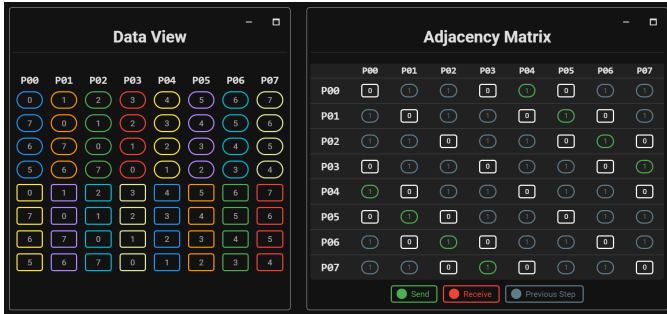 Data View
P00 P01 P02 P03 P04 P05 P06 P07
0 1 2 3 4 5 6 7
7 0 1 2 3 4 5 6
6 7 0 1 2 3 4 5
5 6 7 0 1 2 3 4
0 1 2 3 4 5 6 7
7 0 1 2 3 4 5 6
6 7 0 1 2 3 4 5
5 6 7 0 1 2 3 4
Adjacency Matrix
P00 P01 P02 P03 P04 P05 P06 P07
P00 0 1 1 0 1 0 1 1
P01 1 0 1 1 0 1 0 1
P02 1 1 0 1 1 0 1 0
P03 0 1 1 0 1 1 0 1
P04 1 0 1 1 0 1 1 0
P05 0 1 0 1 1 0 1 1
P06 1 0 1 0 1 1 0 1
P07 1 1 0 1 0 1 1 0
Send Receive Previous Step